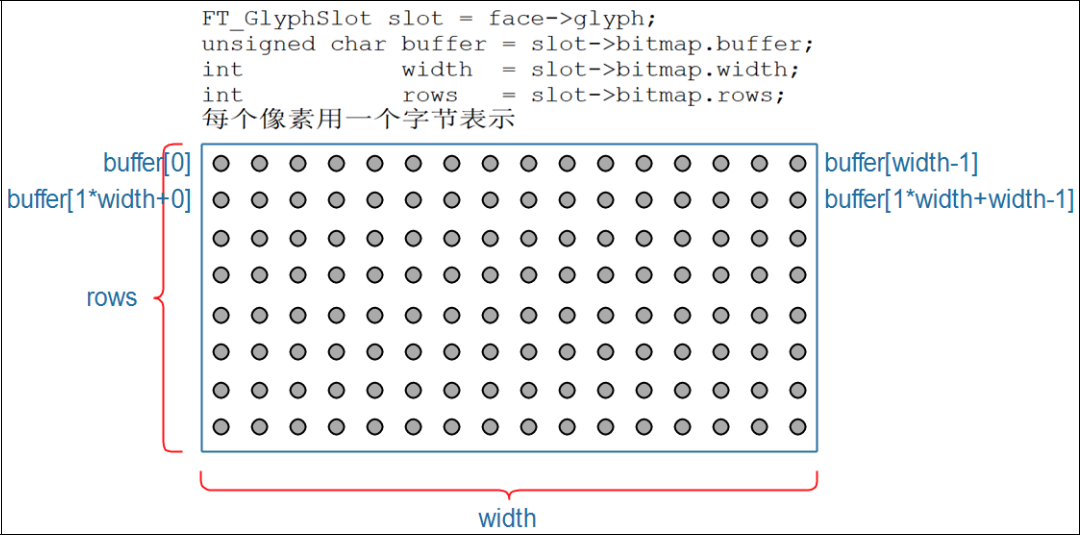 FT_GlyphSlot slot = face->glyph;
unsigned char buffer = slot->bitmap.buffer;
int width = slot->bitmap.width;
int rows = slot->bitmap.rows;
每个像素用一个字节表示
buffer[0]
buffer[width-1]
buffer[1*width+0]
buffer[1*width+width-1]
rows
width